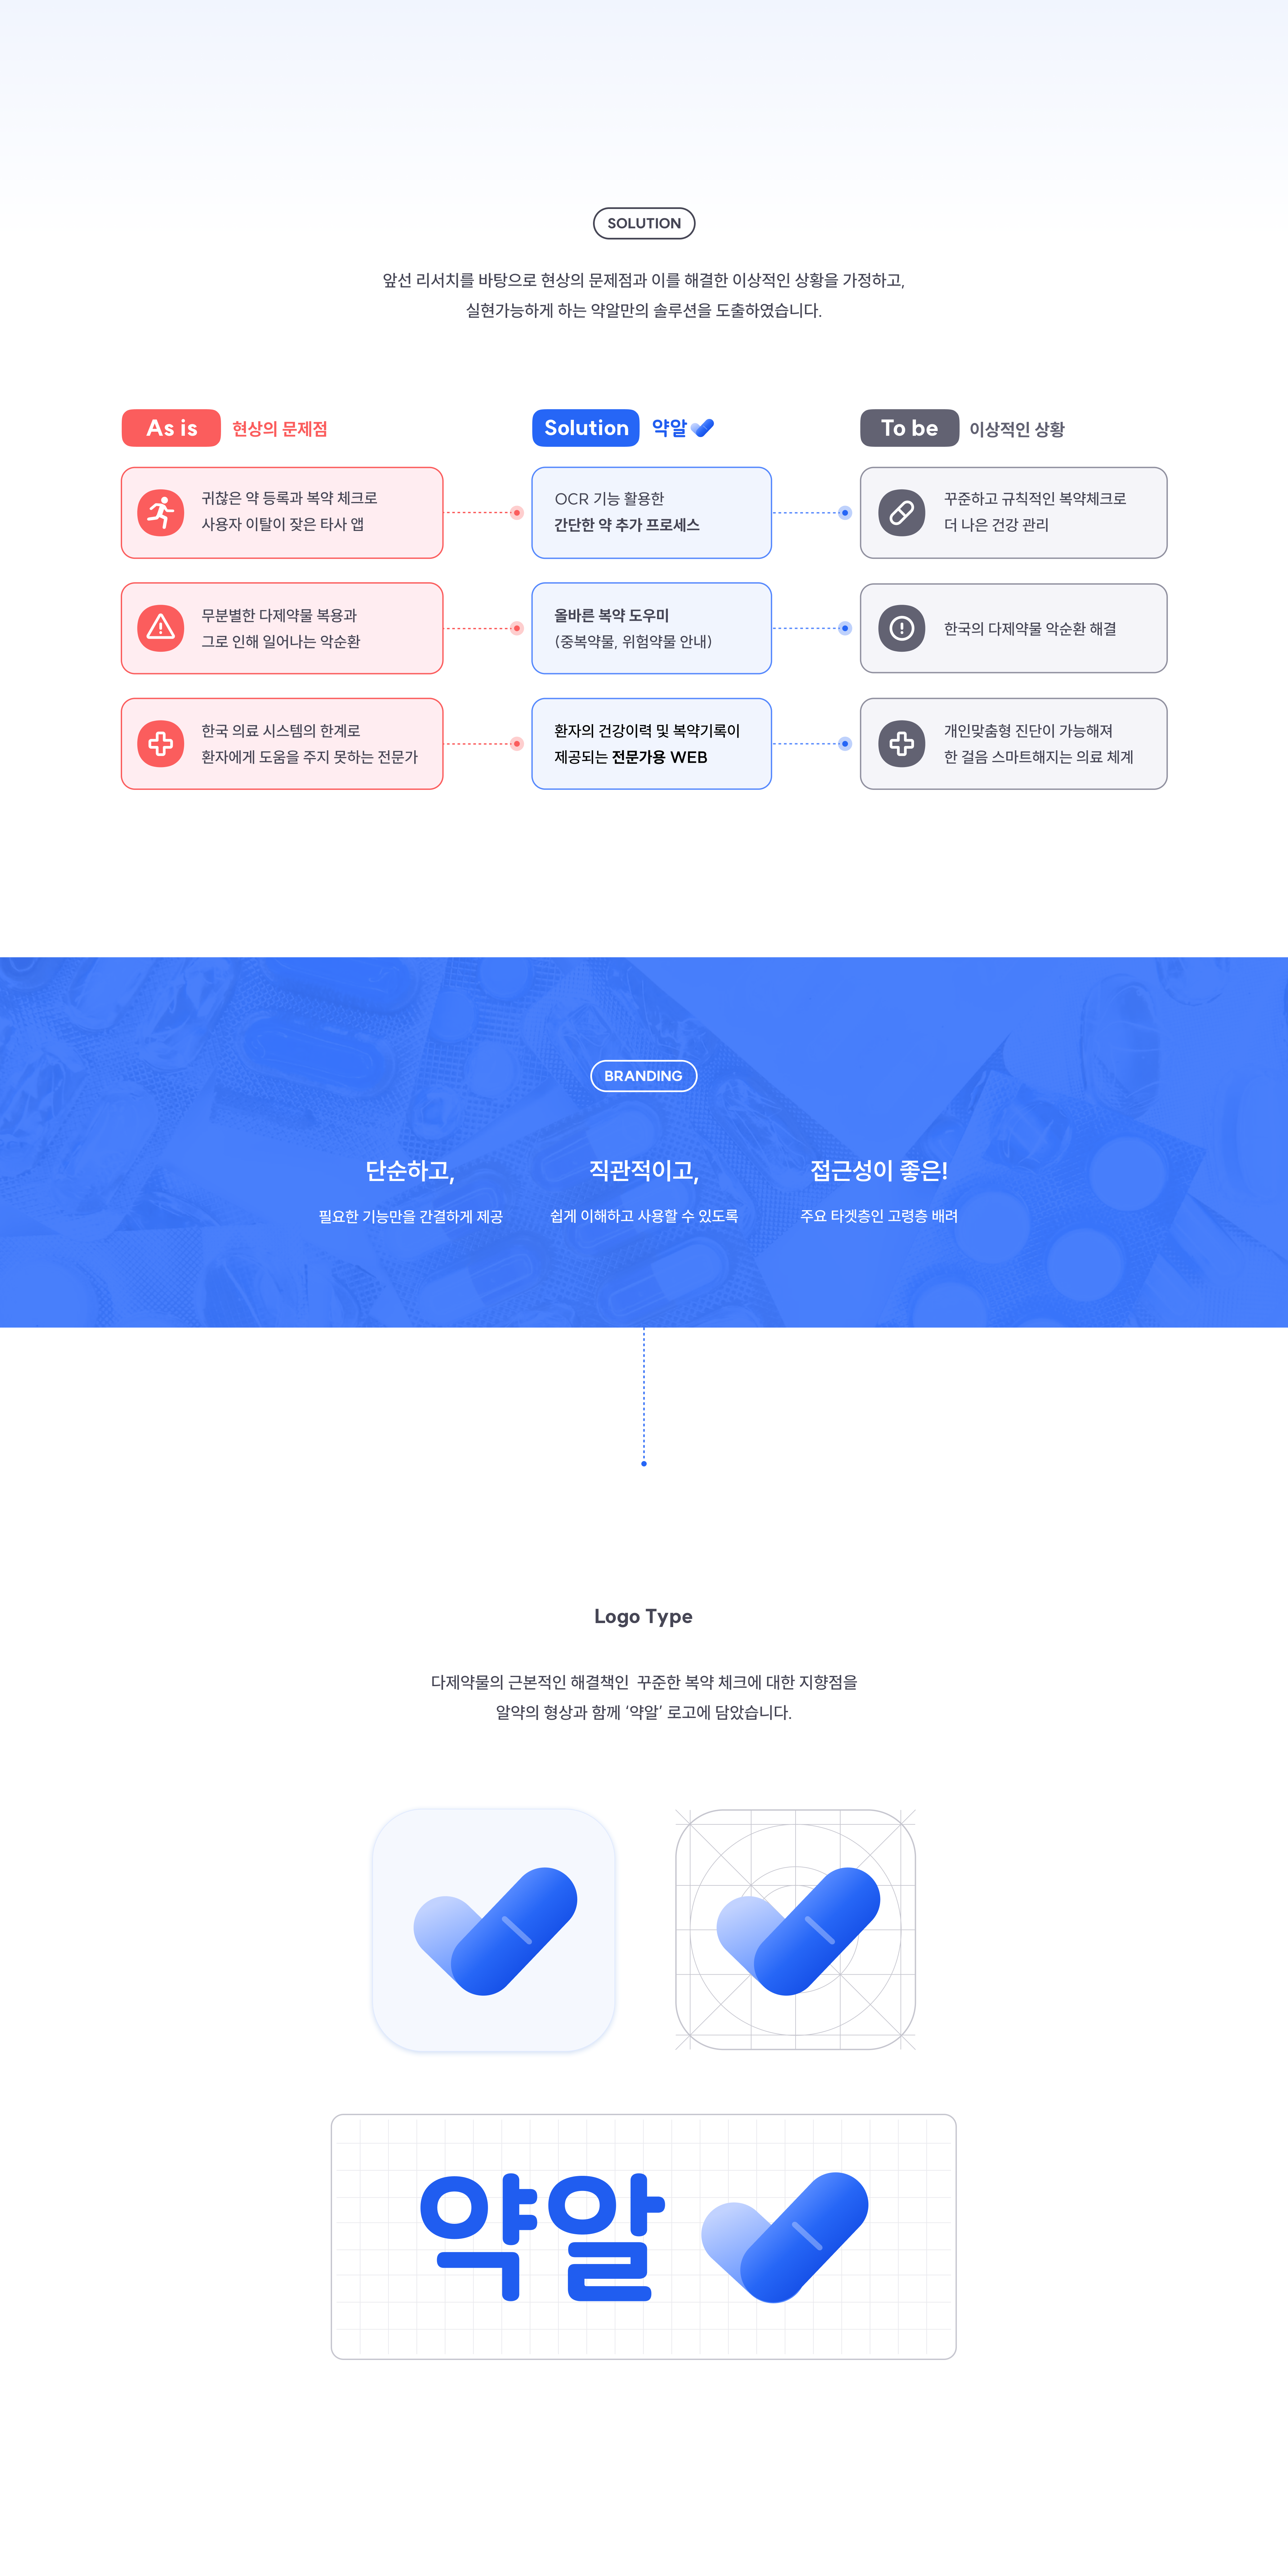 SOLUTION
앞선 리서치를 바탕으로 현상의 문제점과 이를 해결한 이상적인 상황을 가정하고,
실현가능하게 하는 약알만의 솔루션을 도출하였습니다.
As is 현상의 문제점
귀찮은 약 등록과 복약 체크로
사용자 이탈이 잦은 타사 앱
무분별한 다제약물 복용과
그로 인해 일어나는 악순환
한국 의료 시스템의 한계로
환자에게 도움을 주지 못하는 전문가
Solution 약알
OCR 기능 활용한
간단한 약 추가 프로세스
올바른 복약 도우미
(중복약물, 위험약물 안내)
환자의 건강이력 및 복약기록이
제공되는 전문가용 WEB
To be 이상적인 상황
꾸준하고 규칙적인 복약체크로
더 나은 건강 관리
한국의 다제약물 악순환 해결
개인맞춤형 진단이 가능해져
한 걸음 스마트해지는 의료 체계
BRANDING
단순하고,
필요한 기능만을 간결하게 제공
직관적이고,
쉽게 이해하고 사용할 수 있도록
접근성이 좋은!
주요 타겟층인 고령층 배려
Logo Type
다제약물의 근본적인 해결책인 꾸준한 복약 체크에 대한 지향점을
알약의 형상과 함께 ‘약알’ 로고에 담았습니다.
약알